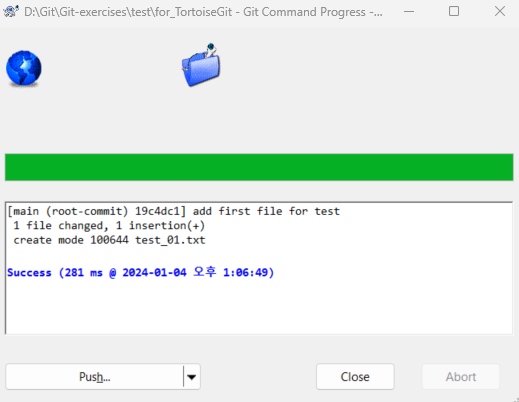 D:\Git\Git-exercises\test\for_TortoiseGit - Git Command Progress -...
[main (root-commit) 19c4dc1] add first file for test
1 file changed, 1 insertion(+)
create mode 100644 test_01.txt
Success (281 ms @ 2024-01-04 오후 1:06:49)
Push...
Close
Abort